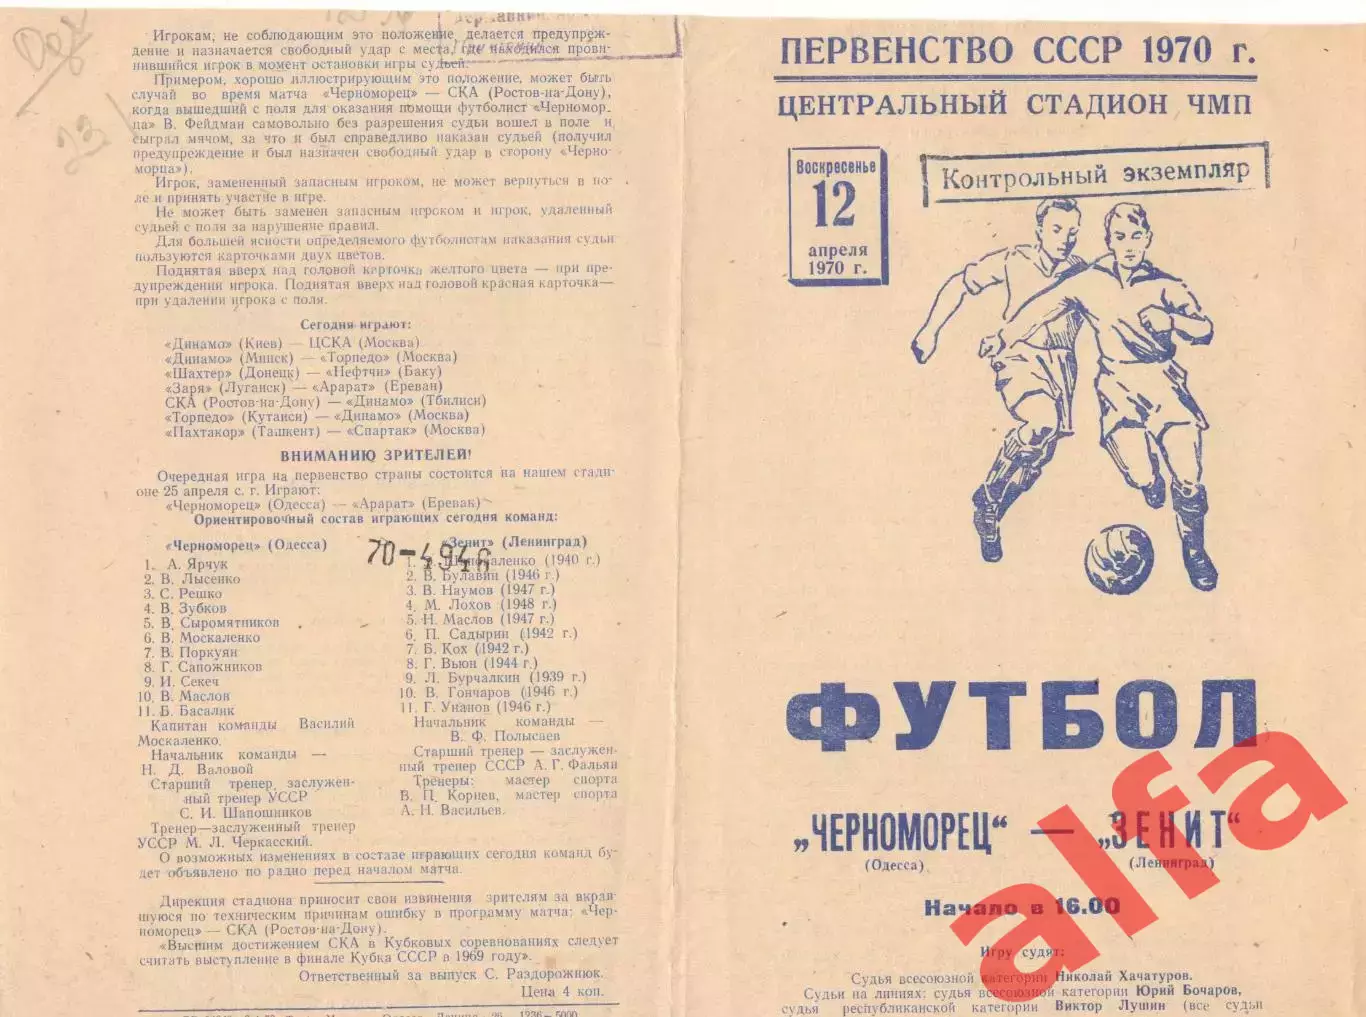 Игрокам, не соблюдающим это положение, делается предупреж-
дение и назначается свободный удар с места, где находился прови-
нившийся игрок в момент остановки игры судьей.
Примером, хорошо иллюстрирующим это положение, может быть
случай во время матча «Черноморец» — СКА (Ростов-на-Дону),
когда вышедший с поля для оказания помощи футболист «Черномор
ца» В. Фейдман самовольно без разрешения судьи вошел в поле и
сыграл мячом, за что и был справедливо наказан судьей (получил
предупреждение и был назначен свободный удар в сторону «Черно-
морца»).
Игрок, замененный запасным игроком, не может вернуться в по-
ле и принять участие в игре.
Не может быть заменен запасным игроком и игрок, удаленный
судьей с поля за нарушение правил.
Для большей ясности определяемого футболистам наказания судьи
пользуются карточками двух цветов.
Поднятая вверх над головой карточка желтого цвета — при пре-
дупреждении игрока. Поднятая вверх над головой красная карточка—
при удалении игрока с поля.
Сегодня играют:
«Динамо» (Киев) — ЦСКА (Москва)
«Динамо» (Минск) — «Торпедо» (Москва)
«Шахтер» (Донецк) — «Нефтчи» (Баку)
«Заря» (Луганск) — «Арарат» (Ереван)
СКА (Ростов-на-Дону) — «Динамо» (Тбилиси)
«Торпедо» (Кутаиси) — «Динамо» (Москва)
«Пахтакор» (Ташкент) — «Спартак» (Москва)
ВНИМАНИЮ ЗРИТЕЛЕЙ!
Очередная игра на первенство страны состоится на нашем стади-
оне 25 апреля с. г. Играют:
«Черноморец» (Одесса) — «Арарат» (Ереван)
Ориентировочный состав играющих сегодня команд:
«Черноморец» (Одесса)
1. А. Ярчук
2. В. Лысенко
3. С. Решко
4. В. Зубков
5. В. Сыромятников
6. В. Москаленко
7. В. Поркуян
8. Г. Сапожников
9. И. Секеч
10. В. Маслов
11. Б. Басалик
Капитан команды Василий
Москаленко.
Начальник команды —
Н. Д. Валовой
Старший тренер, заслужен-
ный тренер УССР
С. И. Шапошников
Тренер—заслуженный тренер
УССР М. Л. Черкасский.
70-4946
«Зенит» (Ленинград)
1. (1940 г.)
2. В. Булавин (1946 г.)
3. В. Наумов (1947 г.)
4. М. Лохов (1948 г.)
5. Н. Маслов (1947 г.)
6. П. Садырин (1942 г.)
7. Б. Кох (1942 г.)
8. Г. Вьюн (1944 г.)
9. Л. Бурчалкин (1939 г.)
10. В. Гончаров (1946 г.)
11. Г. Унанов (1946 г.)
Начальник команды —
В. Ф. Полысаев
Старший тренер — заслужен-
ный тренер СССР А. Г. Фальян
Тренеры: мастер спорта
В. П. Корнев, мастер спорта
А. Н. Васильев.
О возможных изменениях в составе играющих сегодня команд бу-
дет объявлено по радио перед началом матча.
Дирекция стадиона приносит свои извинения зрителям за вкрав-
шуюся по техническим причинам ошибку в программу матча: «Чер-
номорец» — СКА (Ростов-на-Дону).
«Высшим достижением СКА в Кубковых соревнованиях следует
считать выступление в финале Кубка СССР в 1969 году».
Ответственный за выпуск С. Раздорожнюк.
Цена 4 коп.
ПЕРВЕНСТВО СССР 1970 г.
ЦЕНТРАЛЬНЫЙ СТАДИОН ЧМП
Воскресенье
12
апреля
1970 г.
Контрольный экземпляр
ФУТБОЛ
„ЧЕРНОМОРЕЦ“ — „ЗЕНИТ“
(Одесса) (Ленинград)
Начало в 16.00
Игру судят:
Судья всесоюзной категории Николай Хачатуров.
Судьи на линиях: судья всесоюзной категории Юрий Бочаров,
судья республиканской категории Виктор Лушин (все судьи
alfa